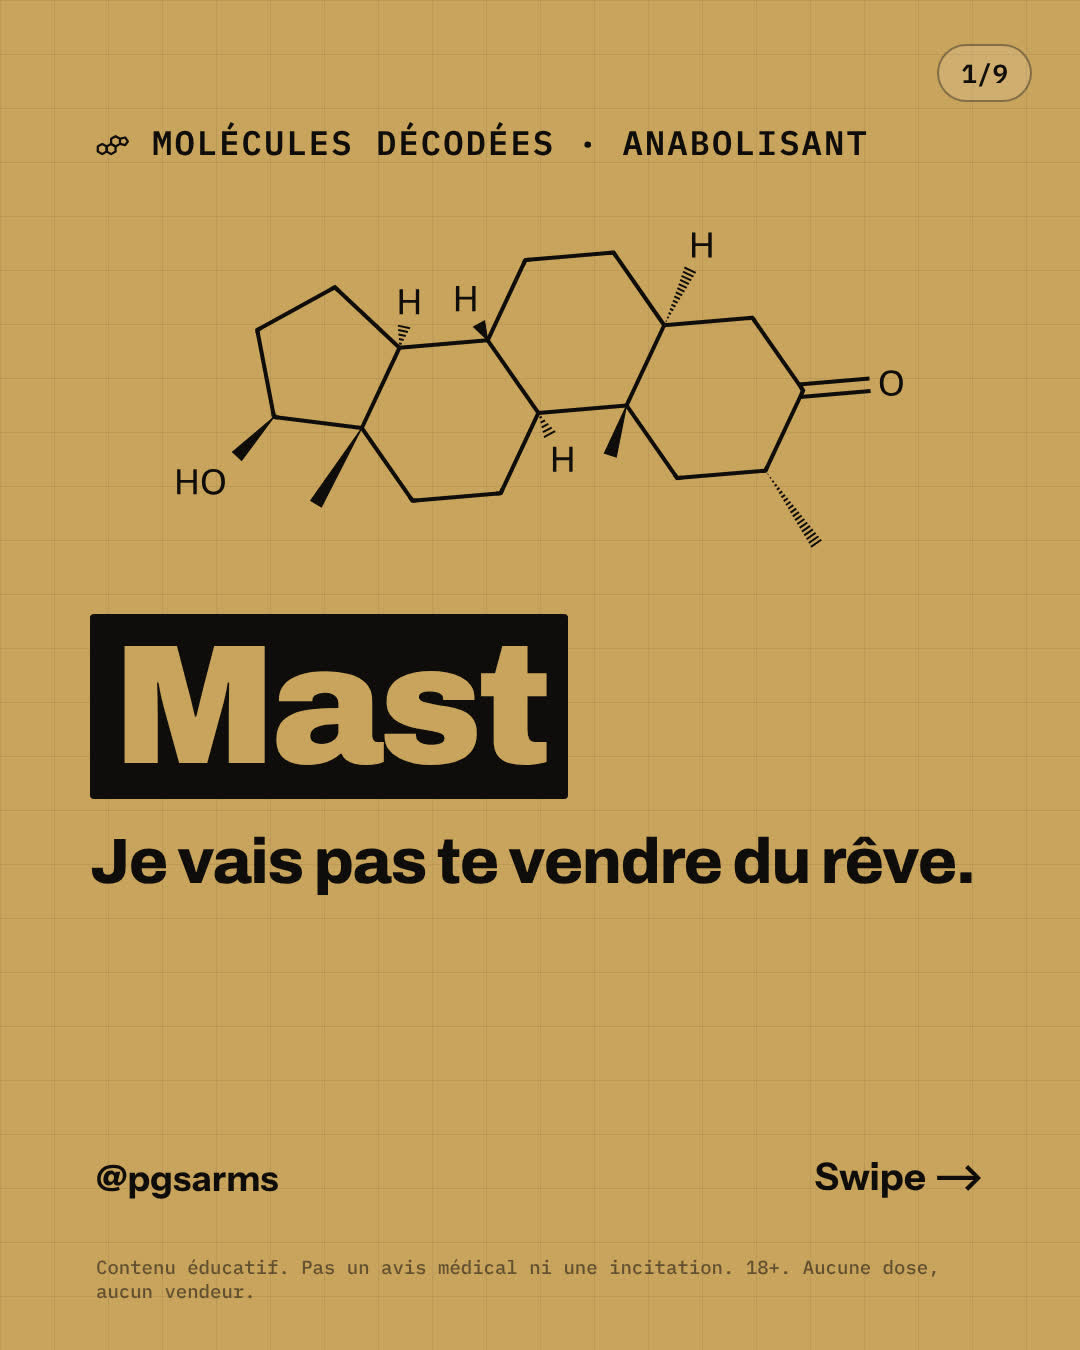 1/9
MOLÉCULES DÉCODÉES · ANABOLISANT
H
H H
O
H
HO
Mast
Je vais pas te vendre du rêve.
@pgsarms
Swipe →
Contenu éducatif. Pas un avis médical ni une incitation. 18+. Aucune dose,
aucun vendeur.